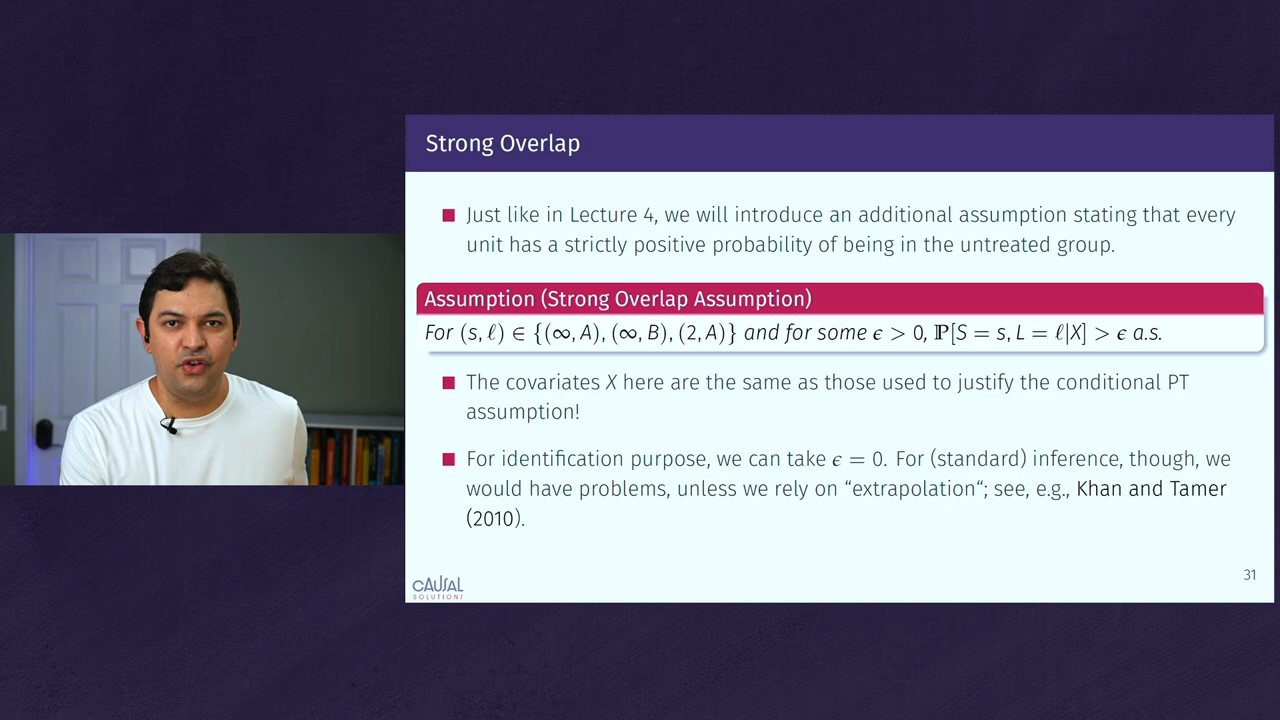 Strong Overlap
■ Just like in Lecture 4, we will introduce an additional assumption stating that every
unit has a strictly positive probability of being in the untreated group.
Assumption (Strong Overlap Assumption)
For (s, ℓ) ∈ {(∞, A), (∞, B), (2, A)} and for some ϵ > 0, ℙ[S = s, L = ℓ|X] > ϵ a.s.
■ The covariates X here are the same as those used to justify the conditional PT
assumption!
■ For identification purpose, we can take ϵ = 0. For (standard) inference, though, we
would have problems, unless we rely on “extrapolation“; see, e.g., Khan and Tamer
(2010).
CAUSAL
SOLUTIONS
31